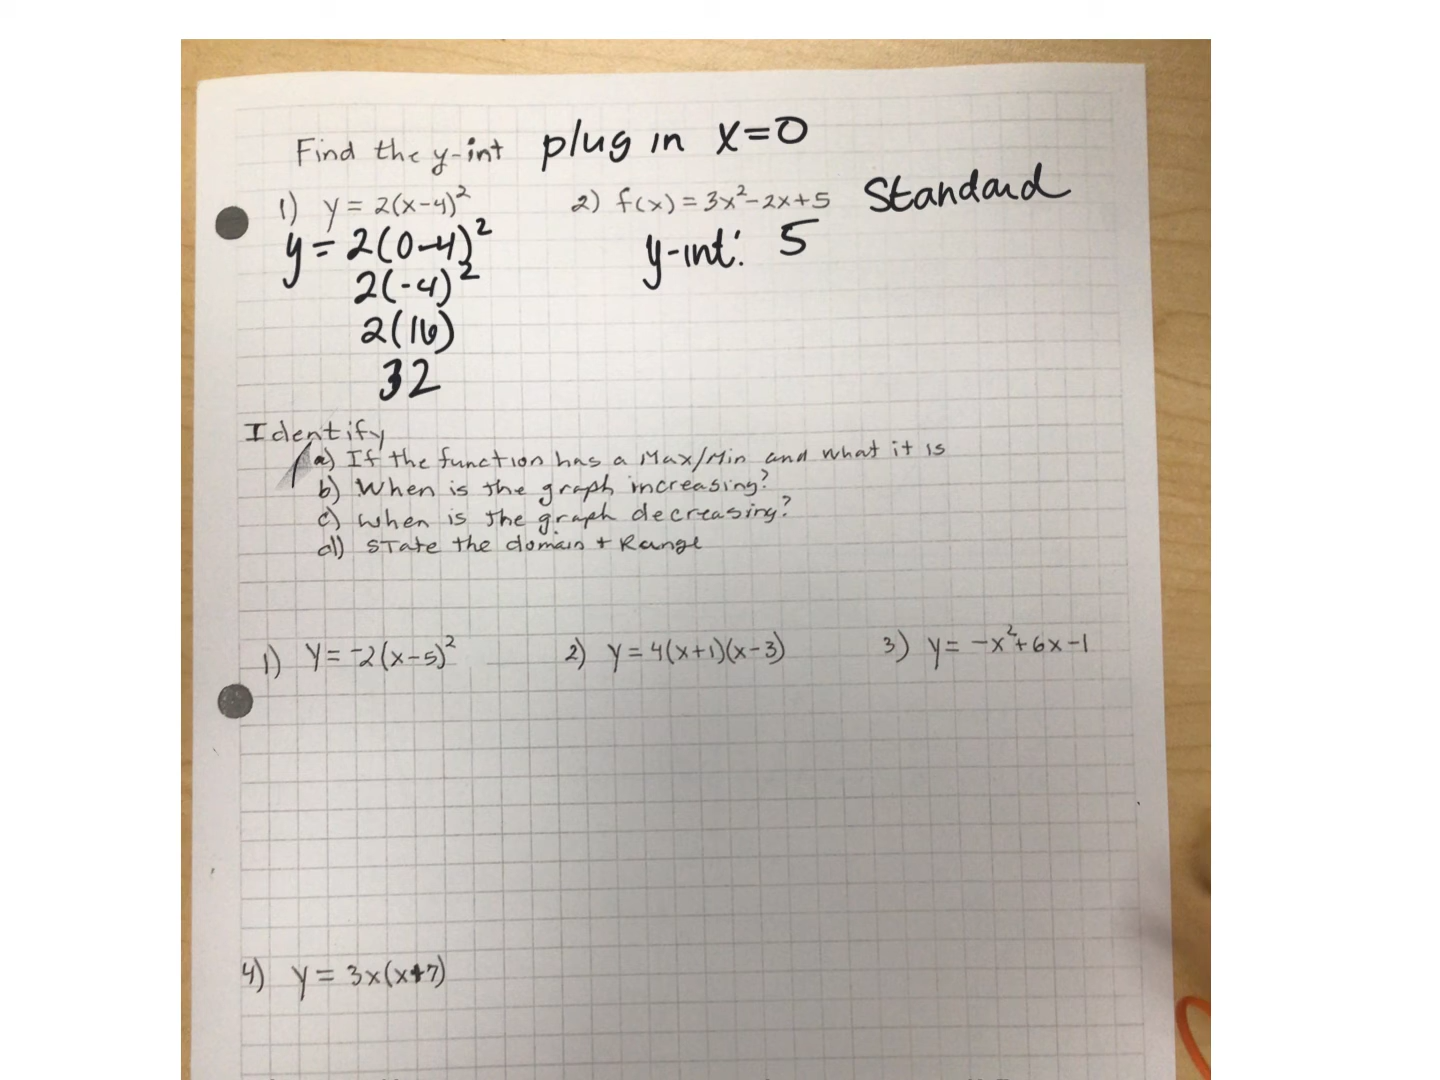 Find the y-int plug in x=0
1) y = 2(x-4)² 2) f(x) = 3x²-2x+5 Standard
y = 2(0-4)² y-int: 5
2(-4)²
2(16)
32
Identify
a) If the function has a Max/Min and what it is
b) When is the graph increasing?
c) when is the graph decreasing?
d) STate the domain + Range
1) y = -2(x-5)² 2) y = 4(x+1)(x-3) 3) y = -x²+6x-1
4) y = 3x(x+7)